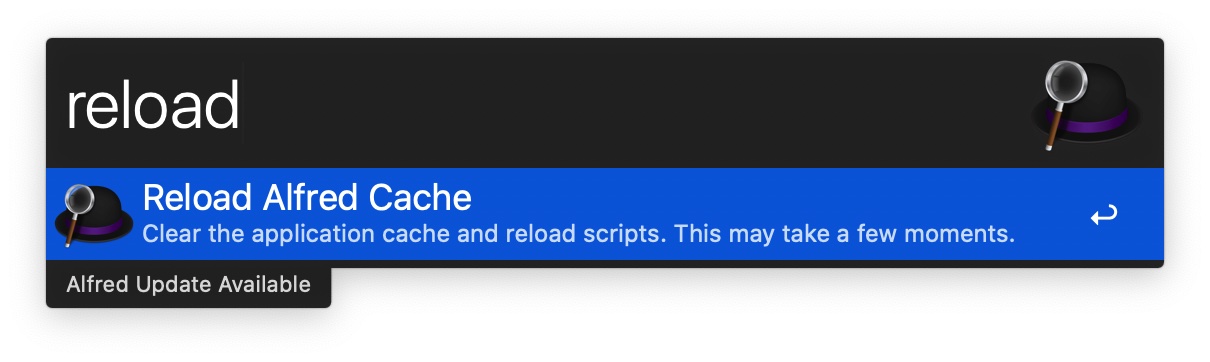 reload
Reload Alfred Cache
Clear the application cache and reload scripts. This may take a few moments.
Alfred Update Available